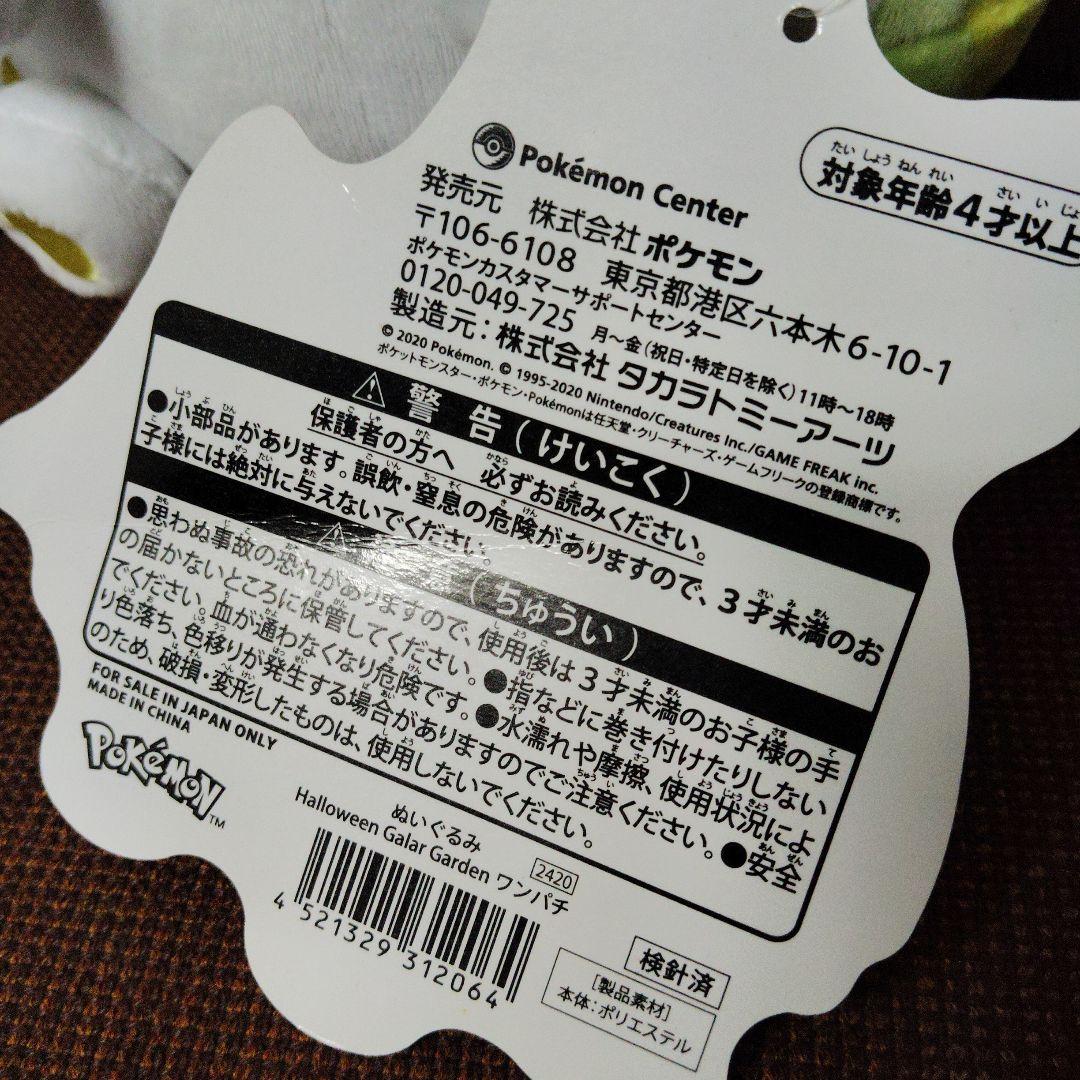 Pokémon Center
対象年齢4才以上
たいしょうねんれい さいいじょ
発売元 株式会社 ポケモン
〒106-6108 東京都港区六本木6-10-1
ポケモンカスタマーサポートセンター
0120-049-725 月～金(祝日・特定日を除く)11時～18時
製造元：株式会社 タカラトミーアーツ
© 2020 Pokémon. © 1995-2020 Nintendo/Creatures Inc./GAME FREAK inc.
ポケットモンスター・ポケモン・Pokémonは任天堂・クリーチャーズ・ゲームフリークの登録商標です。
警告(けいこく)
保護者の方へ 必ずお読みください。
●小部品があります。誤飲・窒息の危険がありますので、3才未満のお
子様には絶対に与えないでください。
(ちゅうい)
●思わぬ事故の恐れがありますので、使用後は3才未満のお子様の手
の届かないところに保管してください。●指などに巻き付けたりしない
でください。血が通わなくなり危険です。●水濡れや摩擦、使用状況によ
り色落ち、色移りが発生する場合がありますのでご注意ください。●安全
のため、破損・変形したものは、使用しないでください。
FOR SALE IN JAPAN ONLY
MADE IN CHINA
POKéMON™
ぬいぐるみ
Halloween Galar Garden ワンパチ
2420
4 521329 312064
検針済
[製品素材]
本体：ポリエステル